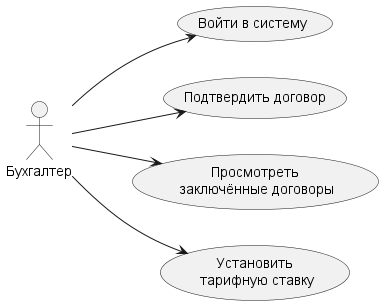 Войти в систему
Подтвердить договор
Бухгалтер
Просмотреть
заключённые договоры
Установить
тарифную ставку